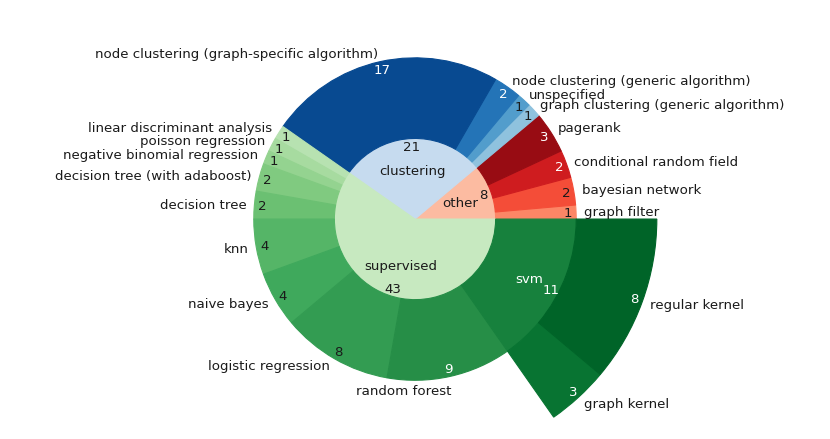 node clustering (graph-specific algorithm)
17
node clustering (generic algorithm)
2
unspecified
1
graph clustering (generic algorithm)
1
linear discriminant analysis
1
pagerank
3
poisson regression
1
negative binomial regression
1
21
clustering
conditional random field
2
decision tree (with adaboost)
2
bayesian network
2
8
other
decision tree
2
graph filter
1
knn
4
supervised
43
svm
11
naive bayes
4
regular kernel
8
logistic regression
8
random forest
9
graph kernel
3